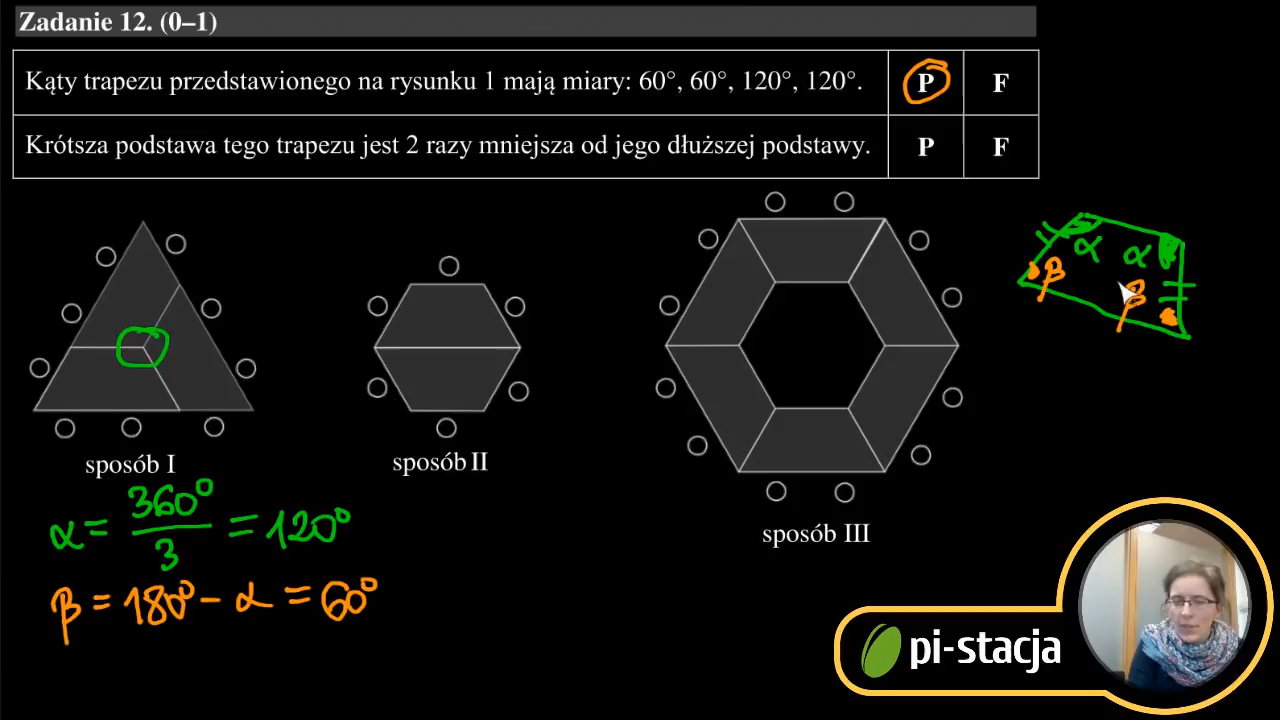 Zadanie 12. (0–1)
Kąty trapezu przedstawionego na rysunku 1 mają miary: 60°, 60°, 120°, 120°. P F
Krótsza podstawa tego trapezu jest 2 razy mniejsza od jego dłuższej podstawy. P F
α α
β β
sposób I
sposób II
sposób III
α = 360°/3 = 120°
β = 180° - α = 60°
pi-stacja